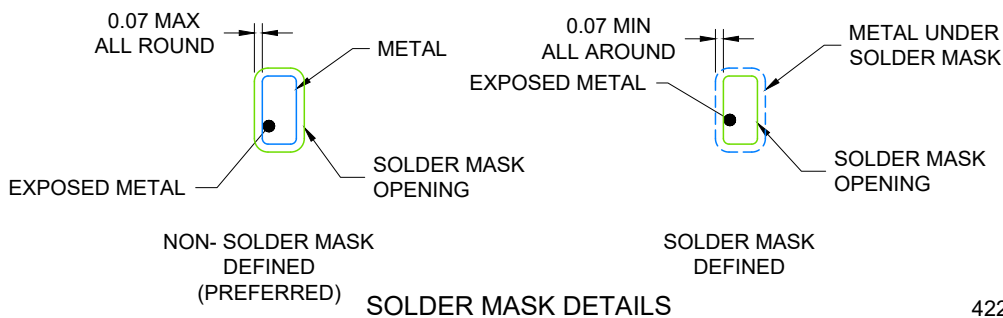 0.07 MAX
ALL ROUND
METAL
EXPOSED METAL
SOLDER MASK
OPENING
NON- SOLDER MASK
DEFINED
(PREFERRED)
0.07 MIN
ALL AROUND
METAL UNDER
SOLDER MASK
EXPOSED METAL
SOLDER MASK
OPENING
SOLDER MASK
DEFINED
SOLDER MASK DETAILS
422